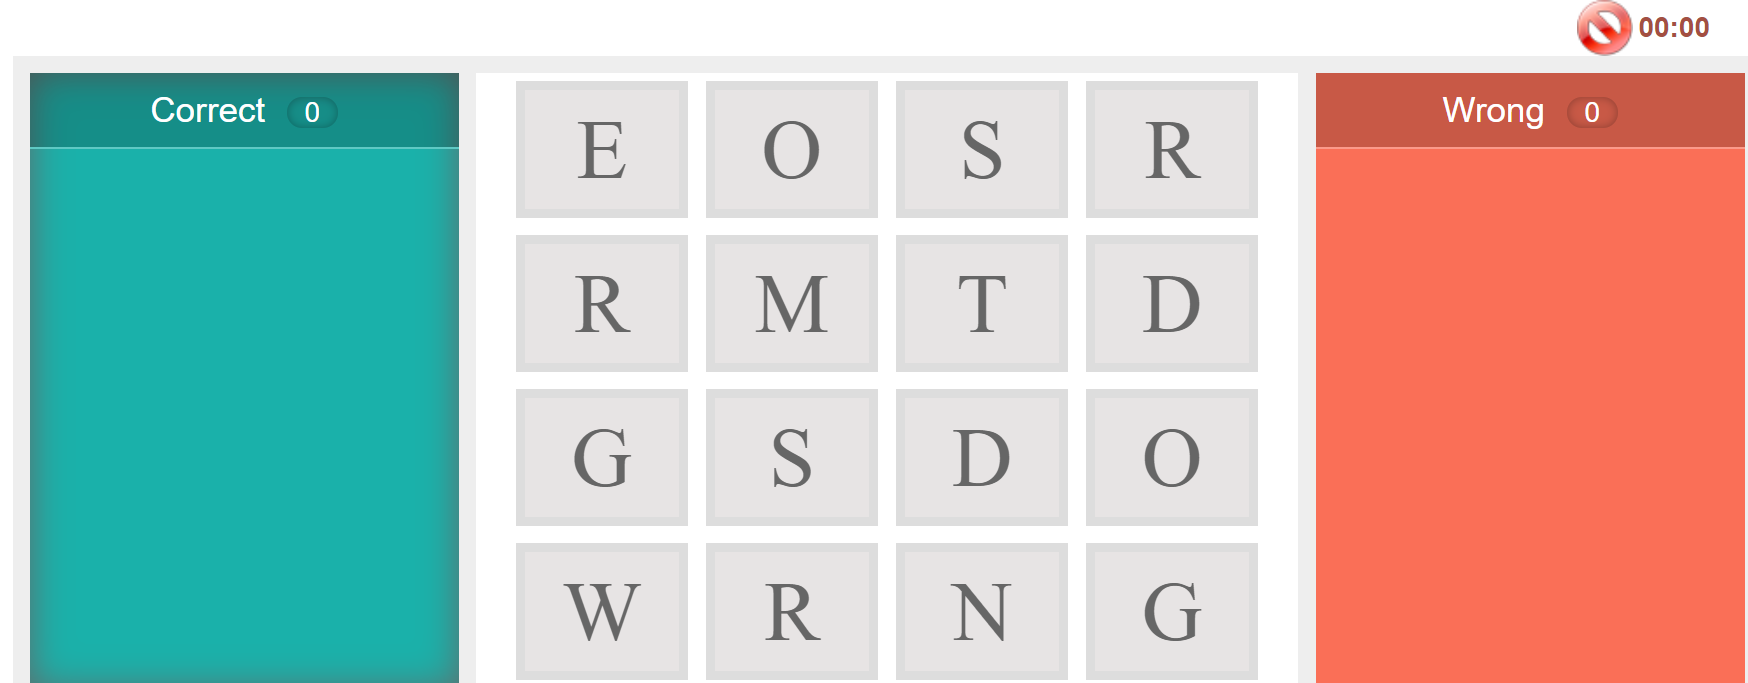 00:00
Correct 0
Wrong 0
E O S R
R M T D
G S D O
W R N G